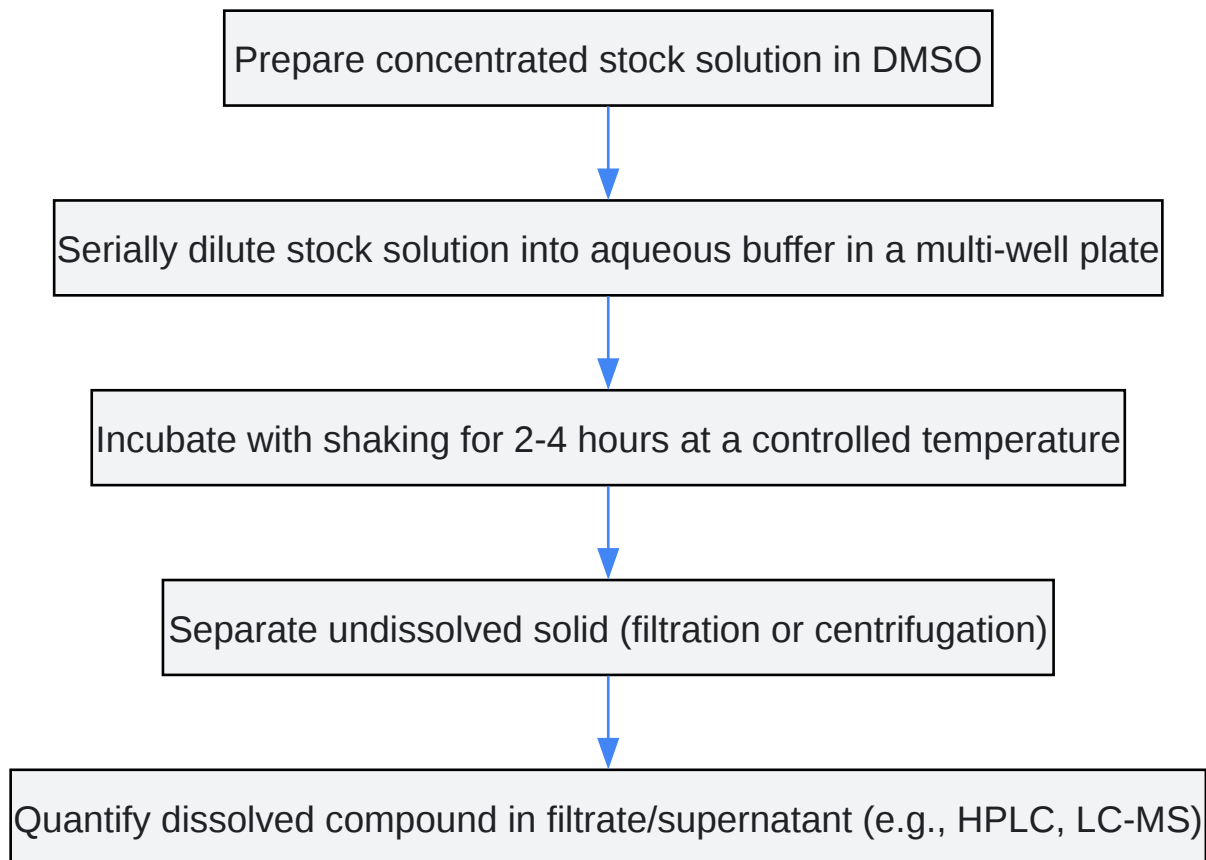 Prepare concentrated stock solution in DMSO
Serially dilute stock solution into aqueous buffer in a multi-well plate
Incubate with shaking for 2-4 hours at a controlled temperature
Separate undissolved solid (filtration or centrifugation)
Quantify dissolved compound in filtrate/supernatant (e.g., HPLC, LC-MS)